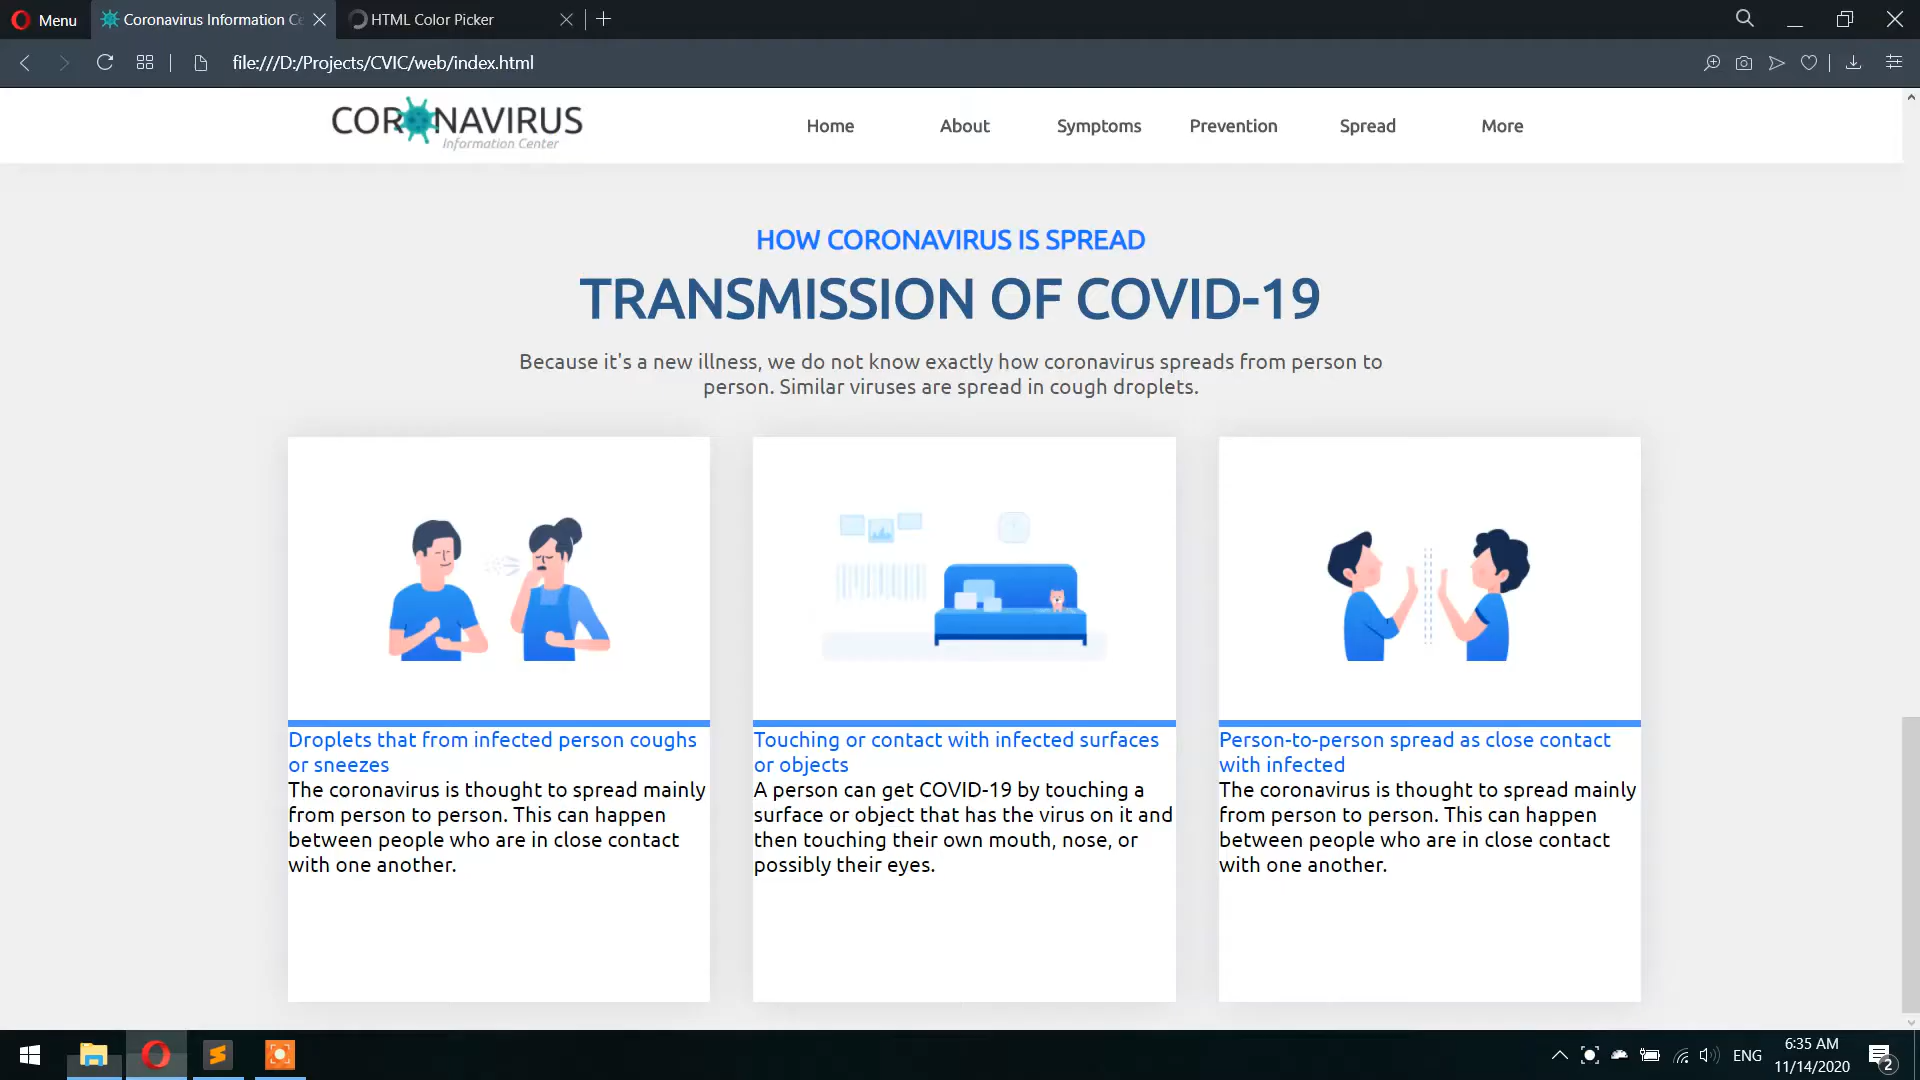 Menu
Coronavirus Information Ce
HTML Color Picker
file:///D:/Projects/CVIC/web/index.html
CORONAVIRUS
Information Center
Home
About
Symptoms
Prevention
Spread
More
HOW CORONAVIRUS IS SPREAD
TRANSMISSION OF COVID-19
Because it's a new illness, we do not know exactly how coronavirus spreads from person to
person. Similar viruses are spread in cough droplets.
Droplets that from infected person coughs
or sneezes
The coronavirus is thought to spread mainly
from person to person. This can happen
between people who are in close contact
with one another.
Touching or contact with infected surfaces
or objects
A person can get COVID-19 by touching a
surface or object that has the virus on it and
then touching their own mouth, nose, or
possibly their eyes.
Person-to-person spread as close contact
with infected
The coronavirus is thought to spread mainly
from person to person. This can happen
between people who are in close contact
with one another.
ENG
6:35 AM
11/14/2020
2